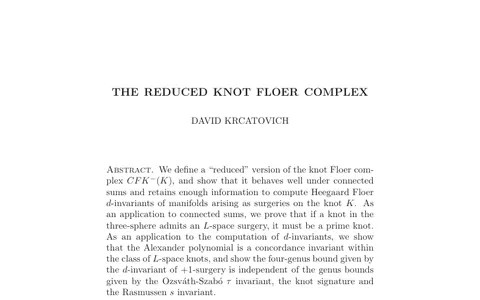 THE REDUCED KNOT FLOER COMPLEX
DAVID KRCATOVICH
Abstract. We define a “reduced” version of the knot Floer com-
plex CFK⁻(K), and show that it behaves well under connected
sums and retains enough information to compute Heegaard Floer
d-invariants of manifolds arising as surgeries on the knot K. As
an application to connected sums, we prove that if a knot in the
three-sphere admits an L-space surgery, it must be a prime knot.
As an application to the computation of d-invariants, we show
that the Alexander polynomial is a concordance invariant within
the class of L-space knots, and show the four-genus bound given by
the d-invariant of +1-surgery is independent of the genus bounds
given by the Ozsváth-Szabó τ invariant, the knot signature and
the Rasmussen s invariant.